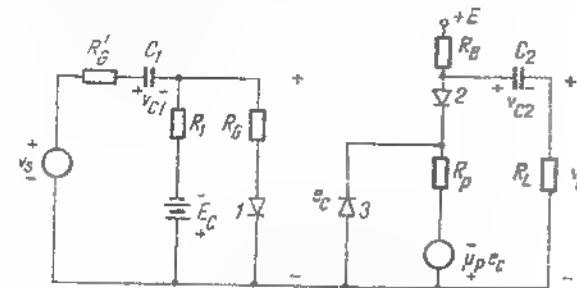 +E
R'G C1 RB C2
+ vC1 − + 2 + vC2 − +
R1 RG
+ vs −
eC 3 RP RL v
− EC + 1
− μp eC +
− −